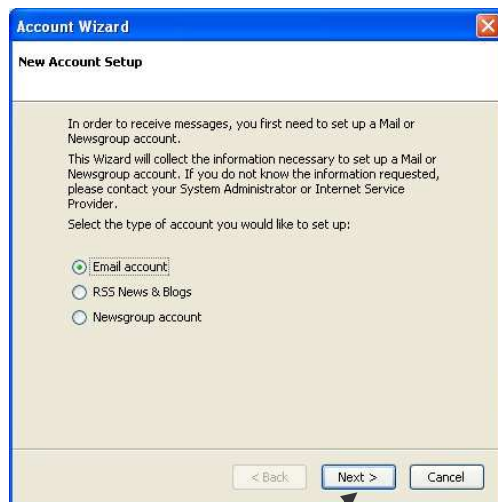 Account Wizard
New Account Setup
In order to receive messages, you first need to set up a Mail or
Newsgroup account.
This Wizard will collect the information necessary to set up a Mail or
Newsgroup account. If you do not know the information requested,
please contact your System Administrator or Internet Service
Provider.
Select the type of account you would like to set up:
Email account
RSS News & Blogs
Newsgroup account
< Back Next > Cancel